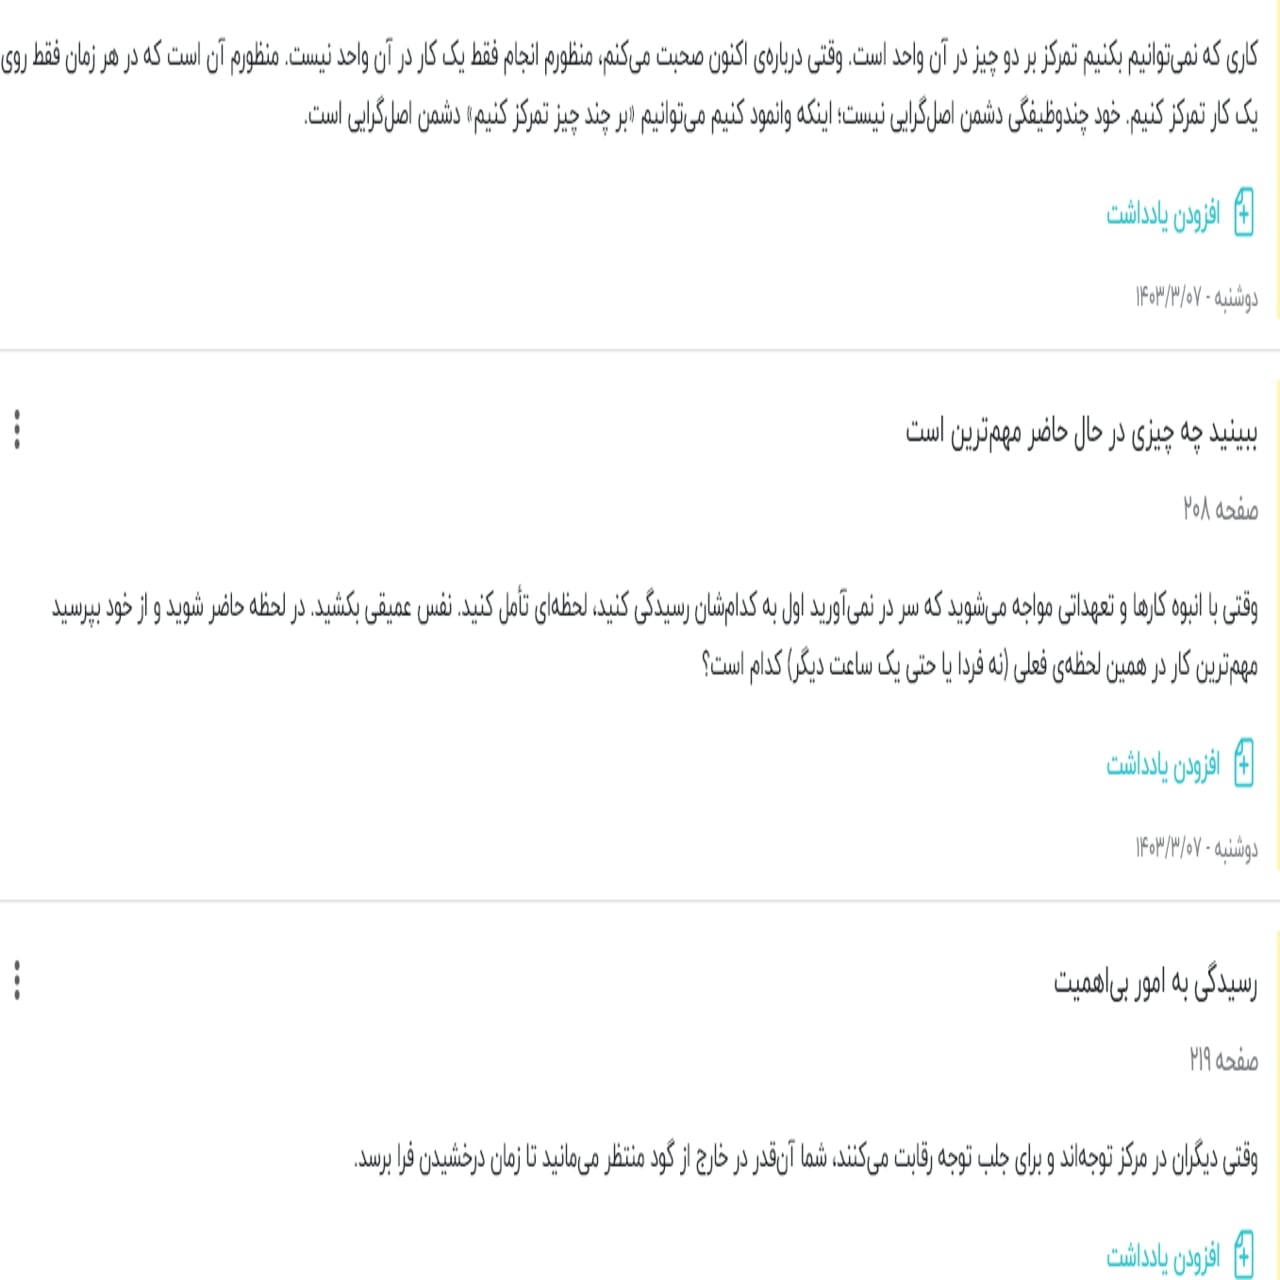 کاری که نمی‌توانیم بکنیم تمرکز بر دو چیز در آن واحد است. وقتی درباره‌ی اکنون صحبت می‌کنم، منظورم انجام فقط یک کار در آن واحد نیست. منظورم آن است که در هر زمان فقط روی
یک کار تمرکز کنیم. خود چندوظیفگی دشمن اصل‌گرایی نیست؛ اینکه وانمود کنیم می‌توانیم «بر چند چیز تمرکز کنیم» دشمن اصل‌گرایی است.
افزودن یادداشت
دوشنبه - ۱۴۰۳/۳/۰۷
ببینید چه چیزی در حال حاضر مهم‌ترین است
صفحه ۲۰۸
وقتی با انبوه کارها و تعهداتی مواجه می‌شوید که سر در نمی‌آورید اول به کدام‌شان رسیدگی کنید، لحظه‌ای تأمل کنید. نفس عمیقی بکشید. در لحظه حاضر شوید و از خود بپرسید
مهم‌ترین کار در همین لحظه‌ی فعلی (نه فردا یا حتی یک ساعت دیگر) کدام است؟
افزودن یادداشت
دوشنبه - ۱۴۰۳/۳/۰۷
رسیدگی به امور بی‌اهمیت
صفحه ۲۱۹
وقتی دیگران در مرکز توجه‌اند و برای جلب توجه رقابت می‌کنند، شما آن‌قدر در خارج از گود منتظر می‌مانید تا زمان درخشیدن فرا برسد.
افزودن یادداشت